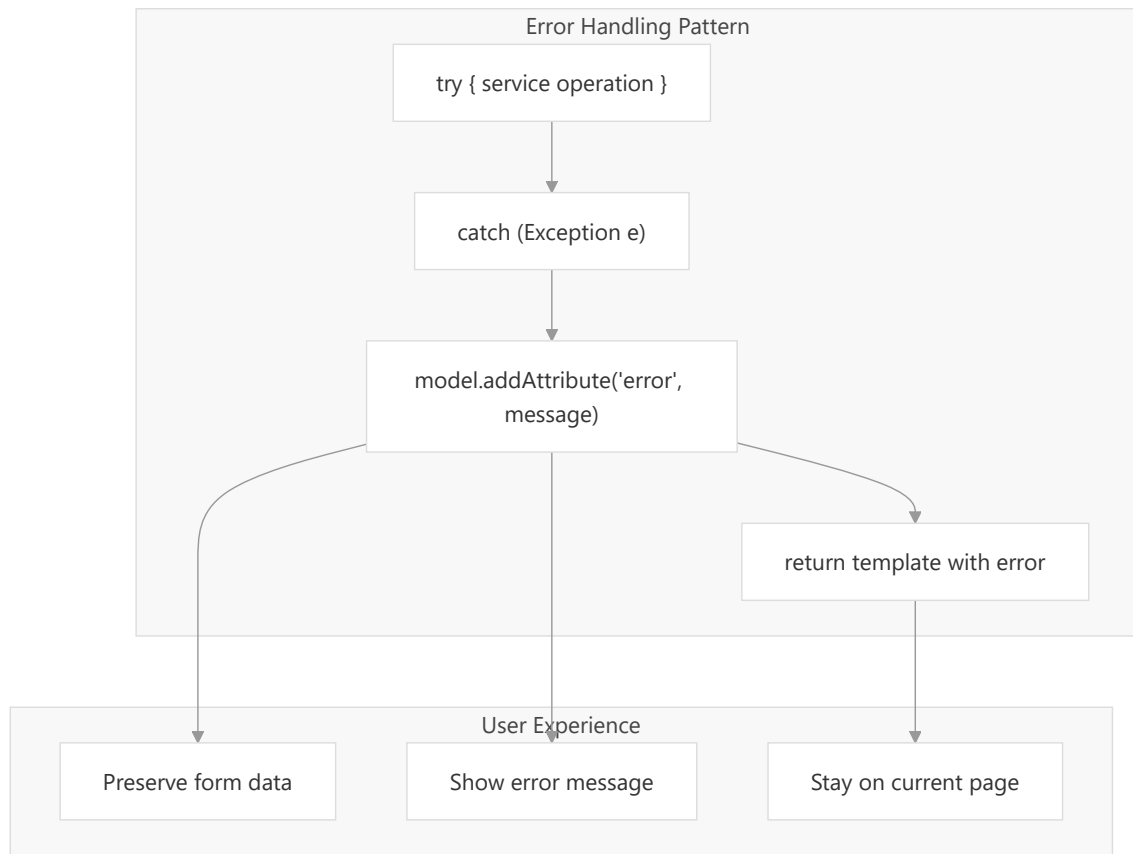 Error Handling Pattern
try { service operation }
catch (Exception e)
model.addAttribute('error',
message)
return template with error
User Experience
Preserve form data
Show error message
Stay on current page